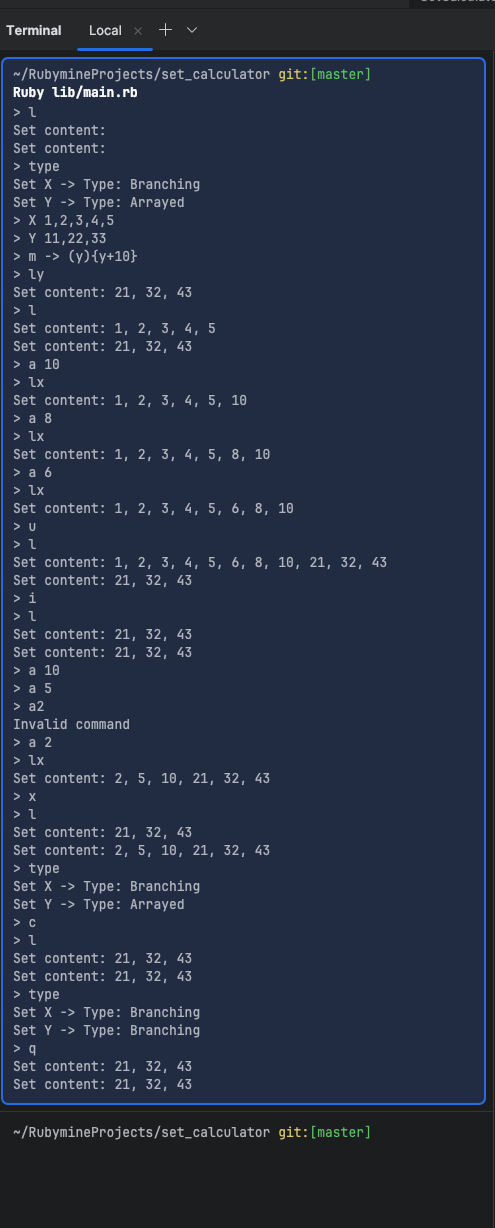 Terminal Local × + ⌵
~/RubymineProjects/set_calculator git:[master]
Ruby lib/main.rb
> l
Set content:
Set content:
> type
Set X -> Type: Branching
Set Y -> Type: Arrayed
> X 1,2,3,4,5
> Y 11,22,33
> m -> (y){y+10}
> ly
Set content: 21, 32, 43
> l
Set content: 1, 2, 3, 4, 5
Set content: 21, 32, 43
> a 10
> lx
Set content: 1, 2, 3, 4, 5, 10
> a 8
> lx
Set content: 1, 2, 3, 4, 5, 8, 10
> a 6
> lx
Set content: 1, 2, 3, 4, 5, 6, 8, 10
> u
> l
Set content: 1, 2, 3, 4, 5, 6, 8, 10, 21, 32, 43
Set content: 21, 32, 43
> i
> l
Set content: 21, 32, 43
Set content: 21, 32, 43
> a 10
> a 5
> a2
Invalid command
> a 2
> lx
Set content: 2, 5, 10, 21, 32, 43
> x
> l
Set content: 21, 32, 43
Set content: 2, 5, 10, 21, 32, 43
> type
Set X -> Type: Branching
Set Y -> Type: Arrayed
> c
> l
Set content: 21, 32, 43
Set content: 21, 32, 43
> type
Set X -> Type: Branching
Set Y -> Type: Branching
> q
Set content: 21, 32, 43
Set content: 21, 32, 43
~/RubymineProjects/set_calculator git:[master]